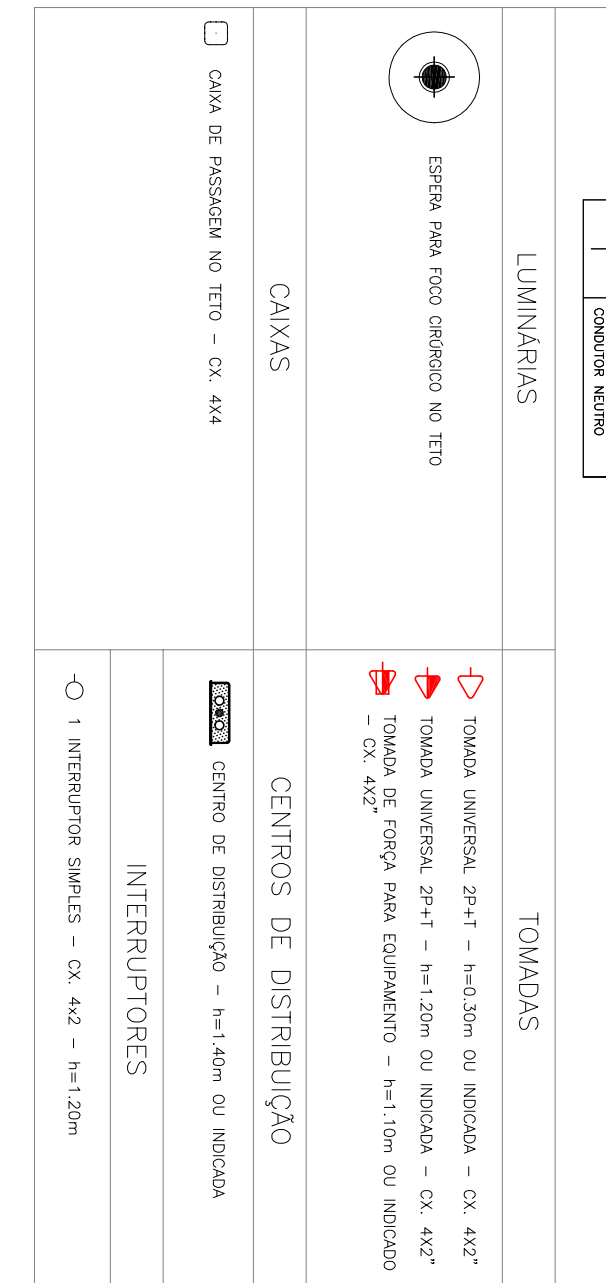 CONDUTOR NEUTRO
LUMINÁRIAS
ESPERA PARA FOCO CIRÚRGICO NO TETO
CAIXAS
CAIXA DE PASSAGEM NO TETO - CX. 4X4
TOMADAS
TOMADA UNIVERSAL 2P+T - h=0.30m OU INDICADA - CX. 4X2"
TOMADA UNIVERSAL 2P+T - h=1.20m OU INDICADA - CX. 4X2"
TOMADA DE FORÇA PARA EQUIPAMENTO - h=1.10m OU INDICADO
- CX. 4X2"
CENTROS DE DISTRIBUIÇÃO
CENTRO DE DISTRIBUIÇÃO - h=1.40m OU INDICADA
INTERRUPTORES
1 INTERRUPTOR SIMPLES - CX. 4x2 - h=1.20m